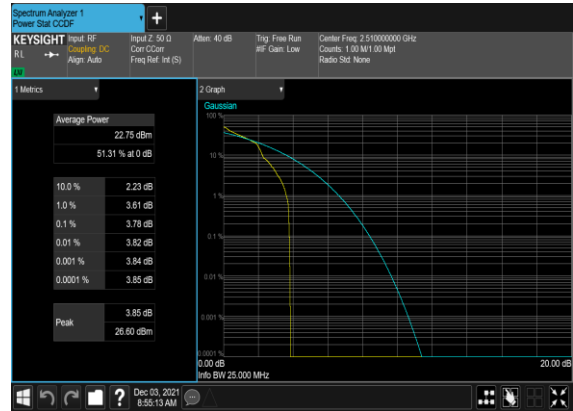 Spectrum Analyzer 1
Power Stat CCDF
+
KEYSIGHT
Input: RF
Input Z: 50 Ω
Atten: 40 dB
Trig: Free Run
Center Freq: 2.510000000 GHz
RL
Coupling: DC
Corr CCorr
#IF Gain: Low
Counts: 1.00 M/1.00 Mpt
Align: Auto
Freq Ref: Int (S)
Radio Std: None
1 Metrics
2 Graph
Average Power
22.75 dBm
51.31 % at 0 dB
10.0 % 2.23 dB
1.0 % 3.61 dB
0.1 % 3.78 dB
0.01 % 3.82 dB
0.001 % 3.84 dB
0.0001 % 3.85 dB
Peak
3.85 dB
26.60 dBm
Gaussian
100 %
10 %
1 %
0.1 %
0.01 %
0.001 %
0.0001 %
0.00 dB
20.00 dB
Info BW 25.000 MHz
?
Dec 03, 2021
8:55:13 AM